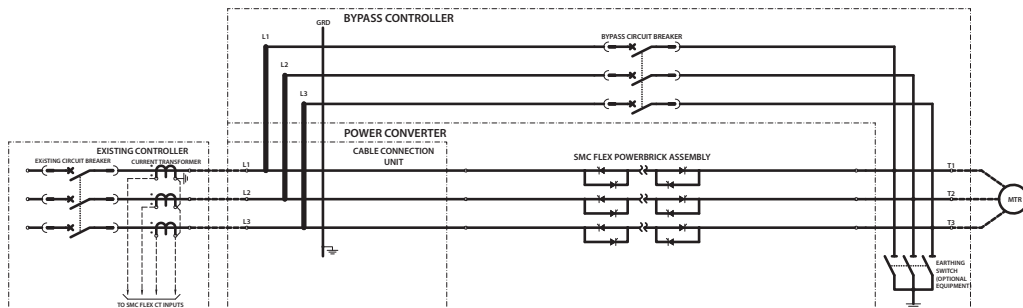 BYPASS CONTROLLER
GRD
L1
BYPASS CIRCUIT BREAKER
L2
L3
POWER CONVERTER
EXISTING CONTROLLER
CABLE CONNECTION
UNIT
SMC FLEX POWERBRICK ASSEMBLY
EXISTING CIRCUIT BREAKER
CURRENT TRANSFORMER
L1
T1
L2
T2
MTR
L3
T3
EARTHING
SWITCH
(OPTIONAL
EQUIPMENT)
TO SMC FLEX CT INPUTS